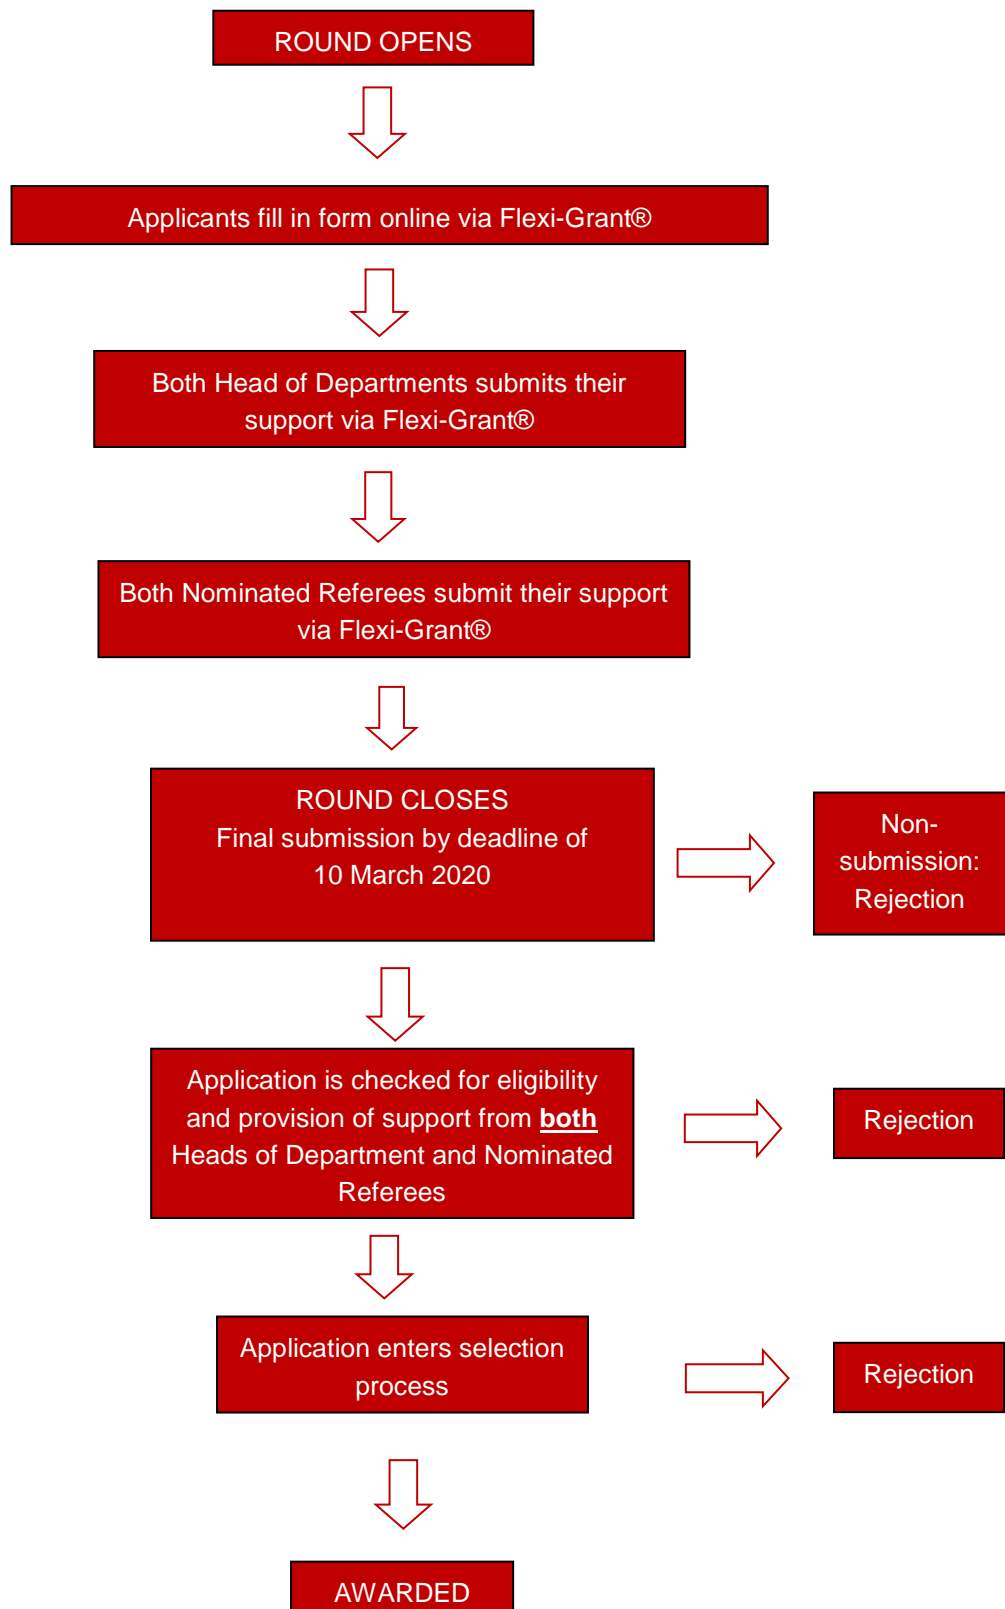 ROUND OPENS
Applicants fill in form online via Flexi-Grant®
Both Head of Departments submits their
support via Flexi-Grant®
Both Nominated Referees submit their support
via Flexi-Grant®
ROUND CLOSES
Final submission by deadline of
10 March 2020
Non-
submission:
Rejection
Application is checked for eligibility
and provision of support from both
Heads of Department and Nominated
Referees
Rejection
Application enters selection
process
Rejection
AWARDED